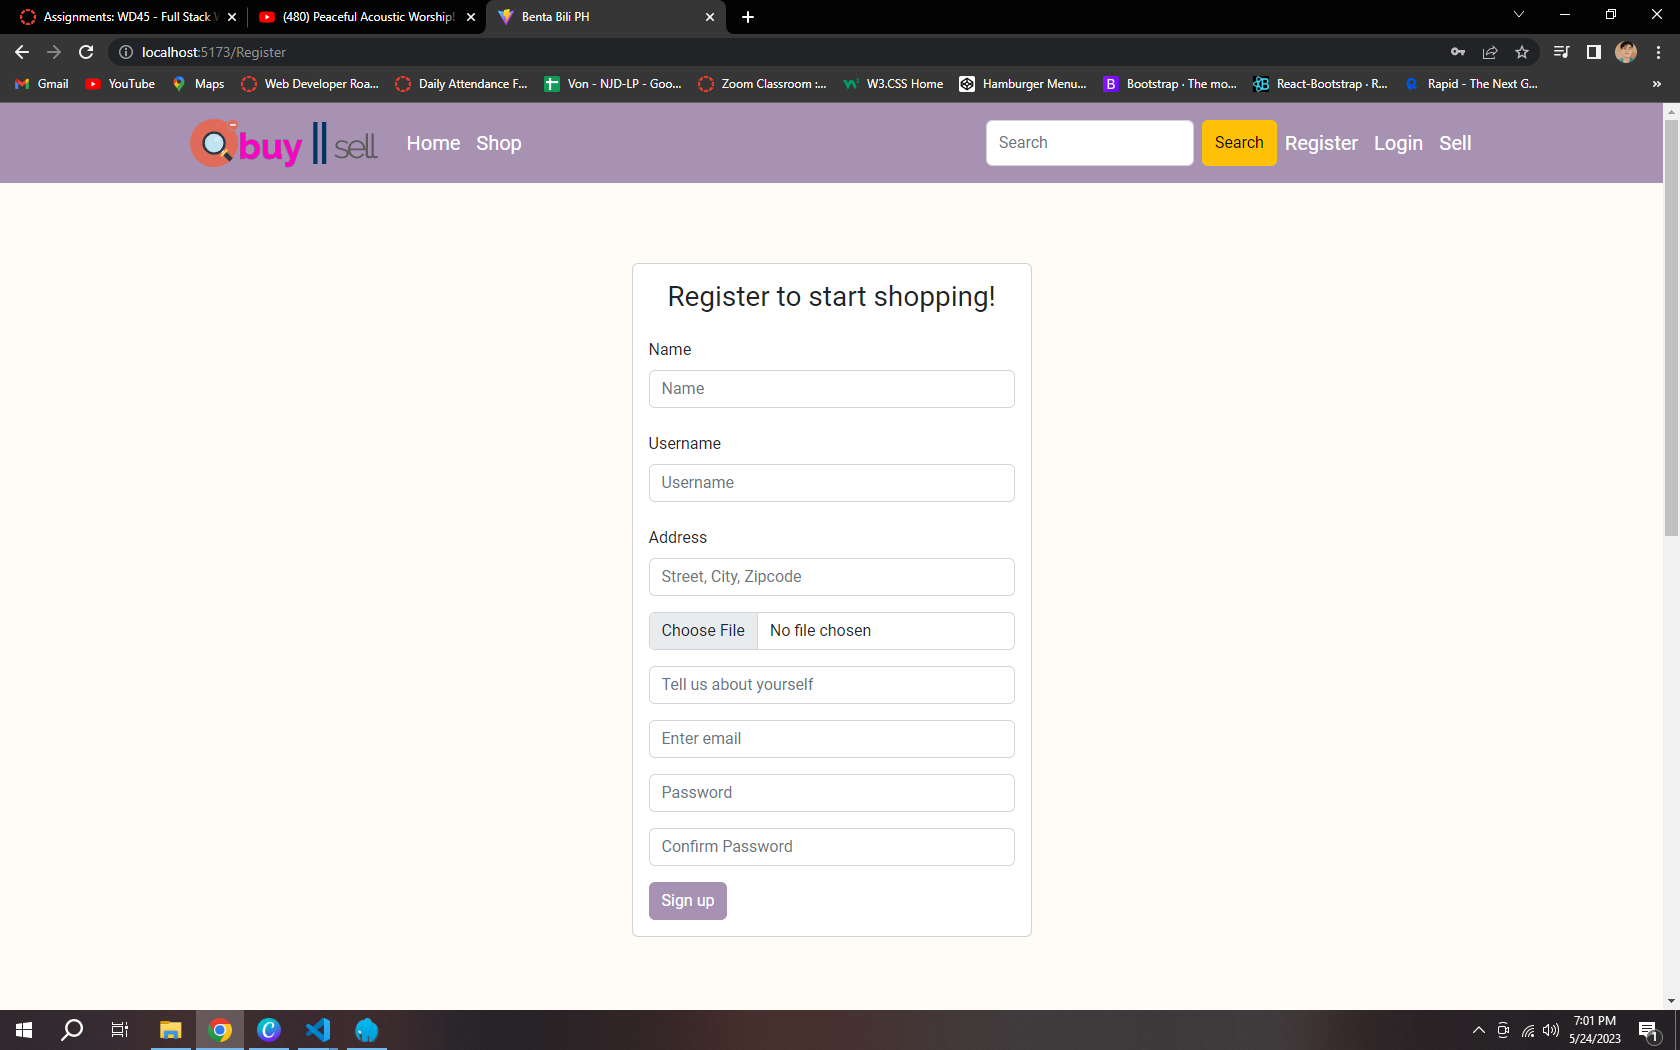 Assignments: WD45 - Full Stack
(480) Peaceful Acoustic Worship!
Benta Bili PH
localhost:5173/Register
Gmail
YouTube
Maps
Web Developer Roa...
Daily Attendance F...
Von - NJD-LP - Goo...
Zoom Classroom :...
W3.CSS Home
Hamburger Menu...
B
Bootstrap · The mo...
React-Bootstrap · R...
Rapid - The Next G...
»
buy || sell
Home
Shop
Search
Search
Register
Login
Sell
Register to start shopping!
Name
Name
Username
Username
Address
Street, City, Zipcode
Choose File
No file chosen
Tell us about yourself
Enter email
Password
Confirm Password
Sign up
7:01 PM
5/24/2023
1